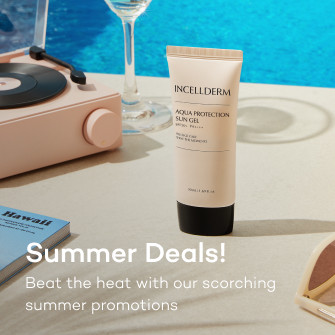 INCELLDERM
AQUA PROTECTION
SUN GEL
Hawaii
Summer Deals!
Beat the heat with our scorching
summer promotions